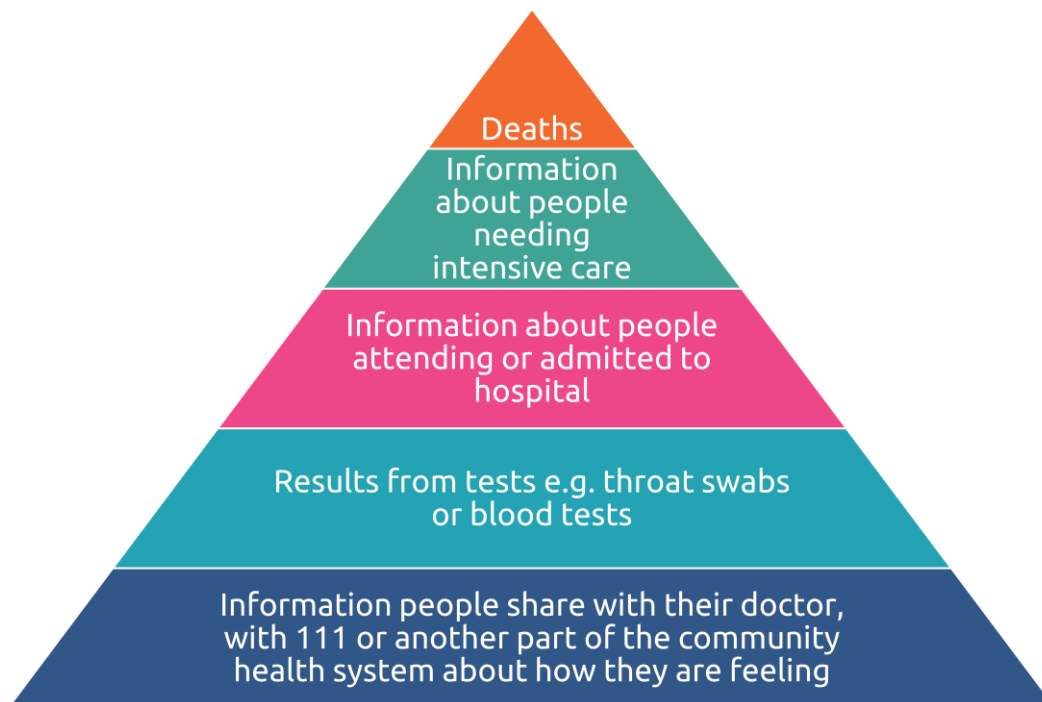 Deaths
Information
about people
needing
intensive care
Information about people
attending or admitted to
hospital
Results from tests e.g. throat swabs
or blood tests
Information people share with their doctor,
with 111 or another part of the community
health system about how they are feeling